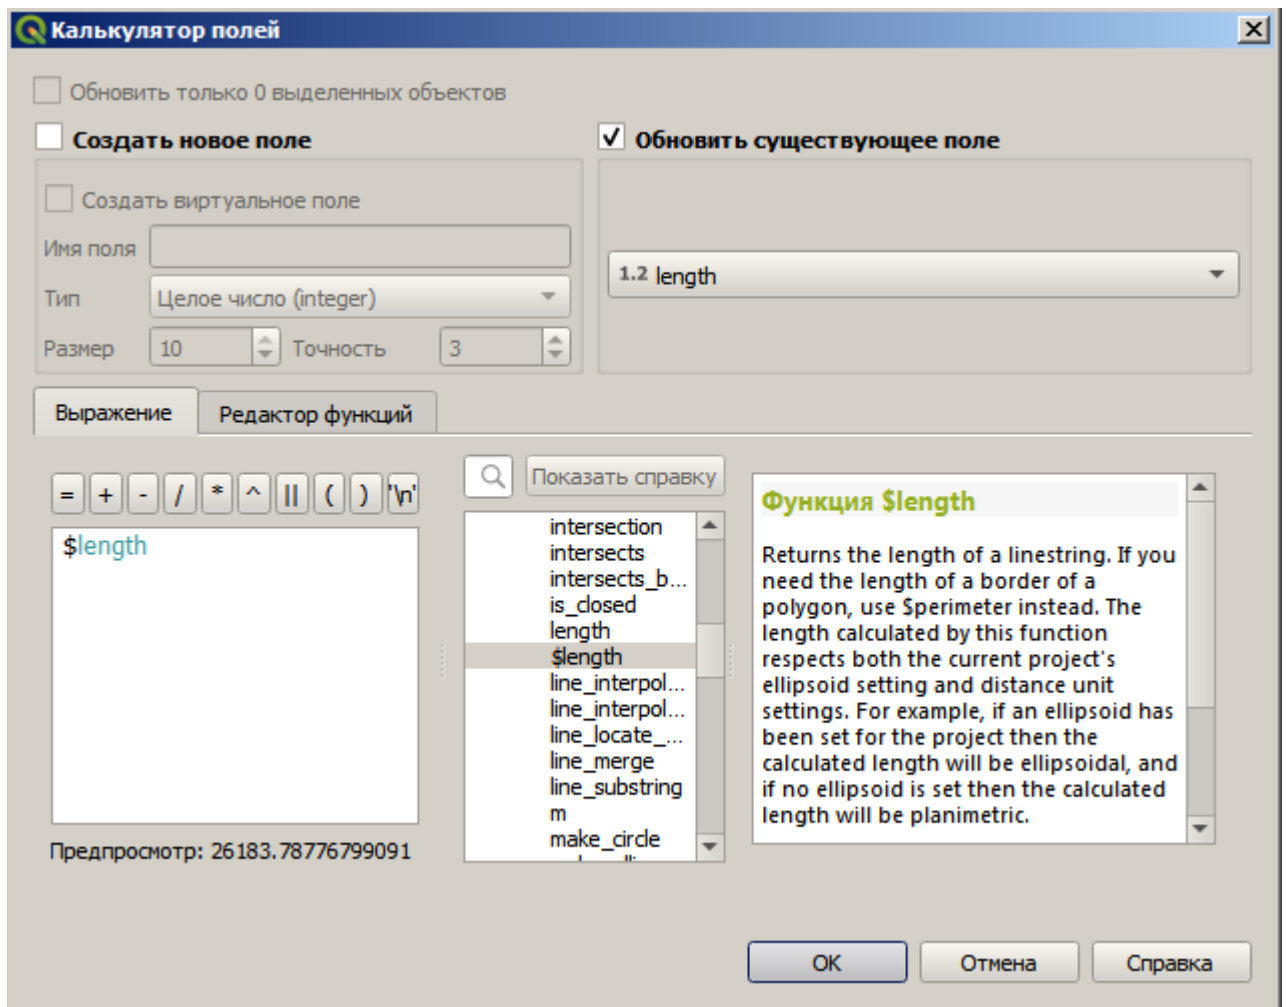 Калькулятор полей
Обновить только 0 выделенных объектов
Создать новое поле
Обновить существующее поле
Создать виртуальное поле
Имя поля
Тип
Целое число (integer)
Размер
10
Точность
3
1.2 length
Выражение
Редактор функций
= + - / * ^ || ( ) '\n'
$length
Предпросмотр: 26183.78776799091
Показать справку
intersection
intersects
intersects_b...
is_closed
length
$length
line_interpol...
line_interpol...
line_locate_...
line_merge
line_substring
m
make_circle
Функция $length
Returns the length of a linestring. If you
need the length of a border of a
polygon, use $perimeter instead. The
length calculated by this function
respects both the current project's
ellipsoid setting and distance unit
settings. For example, if an ellipsoid has
been set for the project then the
calculated length will be ellipsoidal, and
if no ellipsoid is set then the calculated
length will be planimetric.
OK
Отмена
Справка